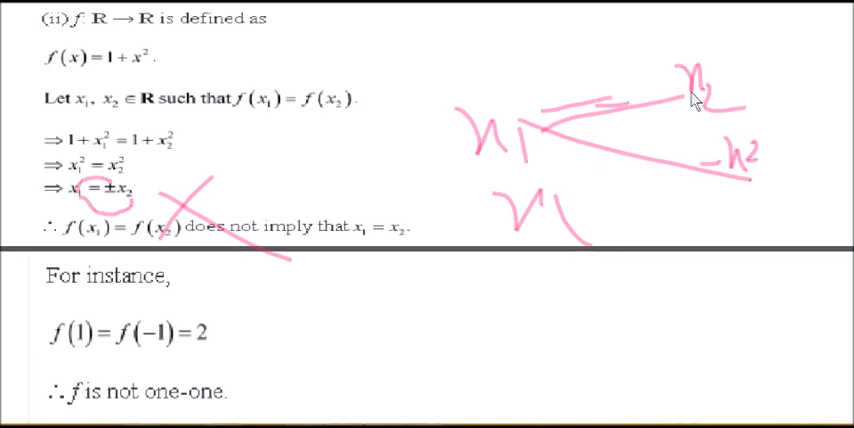 (ii) f: R → R is defined as
f(x) = 1 + x².
Let x₁, x₂ ∈ R such that f(x₁) = f(x₂).
⇒ 1 + x₁² = 1 + x₂²
⇒ x₁² = x₂²
⇒ x₁ = ±x₂
∴ f(x₁) = f(x₂) does not imply that x₁ = x₂.
x₁
x₂
-x2
For instance,
f(1) = f(−1) = 2
∴ f is not one-one.